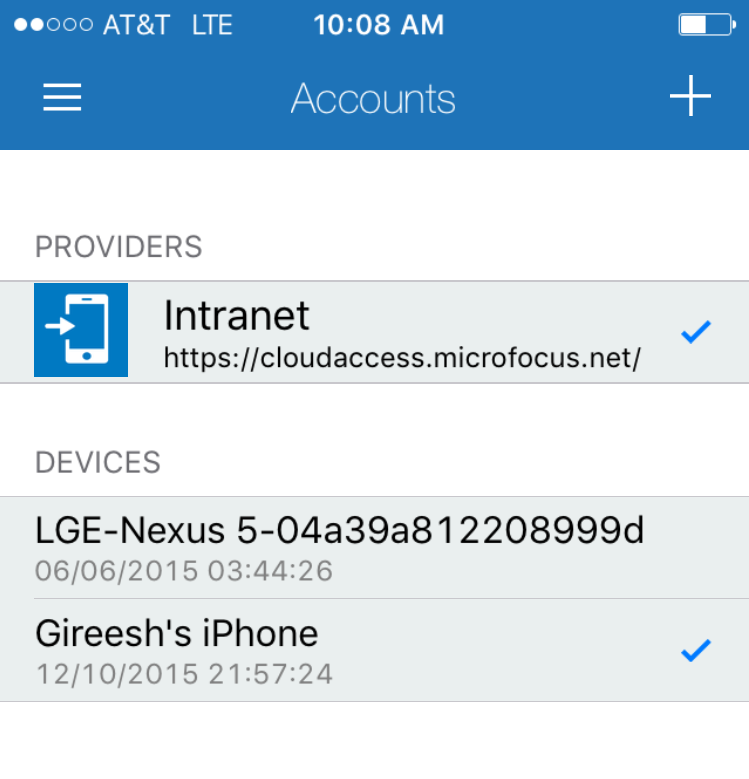 AT&T LTE 10:08 AM
Accounts
PROVIDERS
Intranet
https://cloudaccess.microfocus.net/
DEVICES
LGE-Nexus 5-04a39a812208999d
06/06/2015 03:44:26
Gireesh's iPhone
12/10/2015 21:57:24